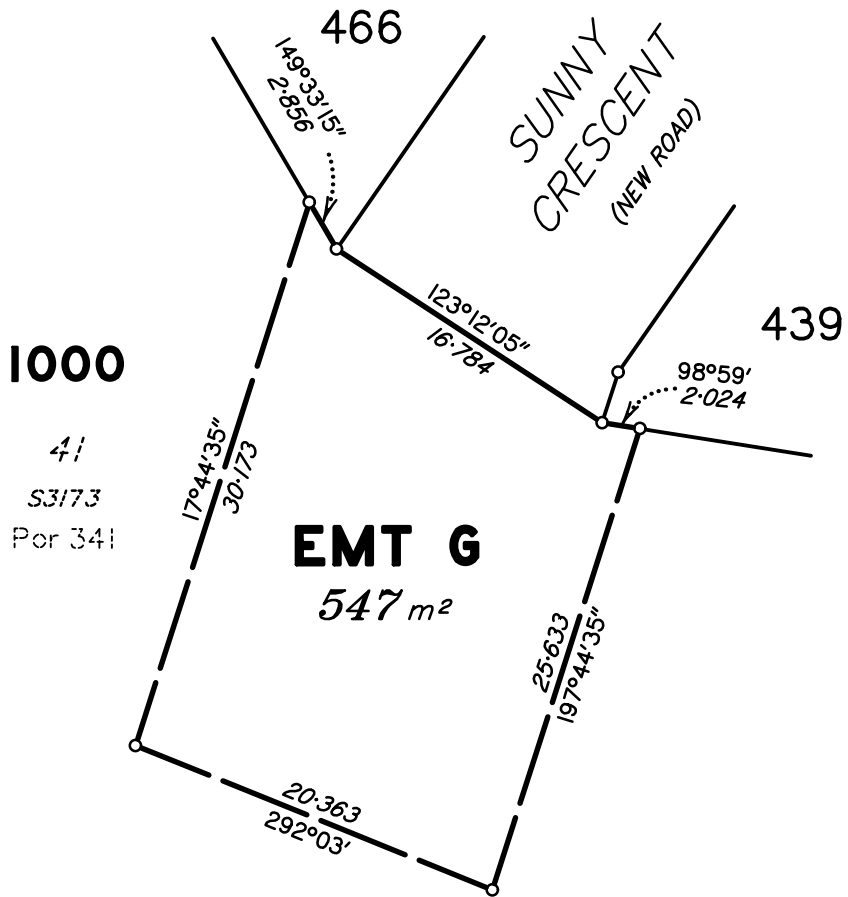 466
149°33'15"
2·856
SUNNY
CRESCENT
(NEW ROAD)
123°12'05"
16·784
439
98°59'
2·024
1000
41
S3173
Por 341
17°44'35"
30·173
EMT G
547 m²
25·633
197°44'35"
20·363
292°03'